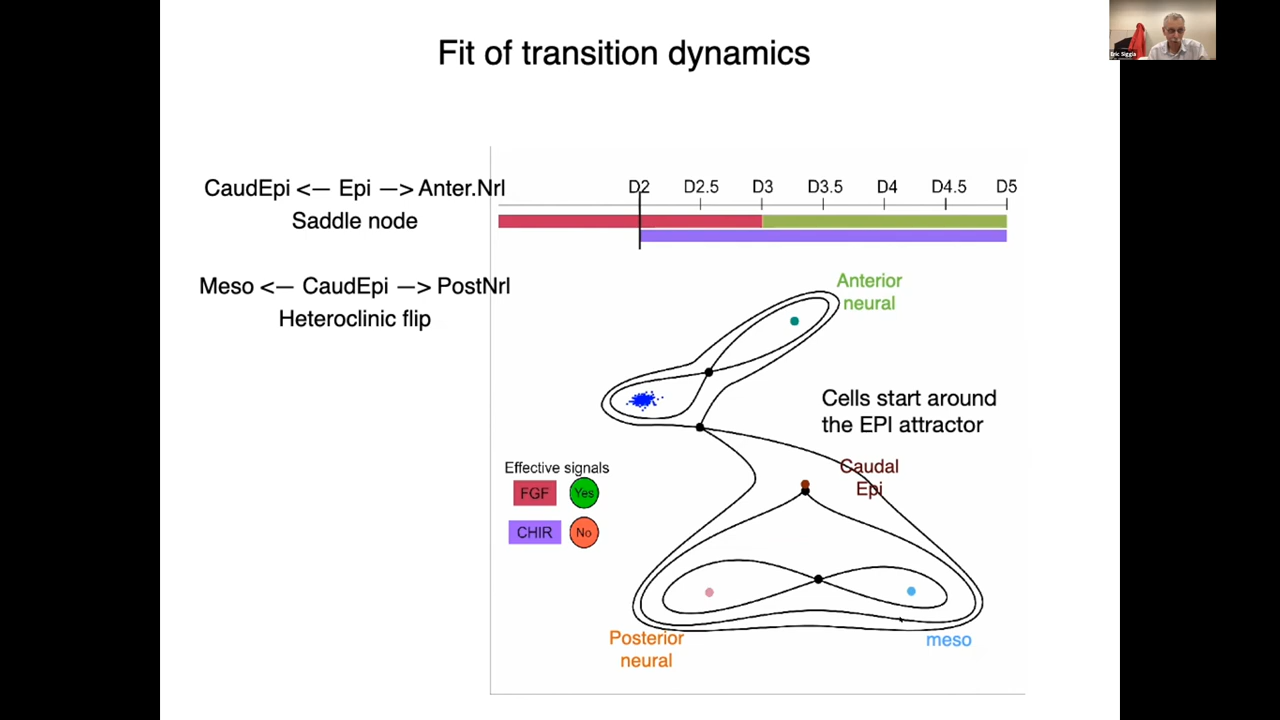 Fit of transition dynamics
Eric Siggia
CaudEpi <— Epi —> Anter.Nrl
Saddle node
Meso <— CaudEpi —> PostNrl
Heteroclinic flip
D2 D2.5 D3 D3.5 D4 D4.5 D5
Anterior
neural
Cells start around
the EPI attractor
Caudal
Epi
Effective signals
FGF Yes
CHIR No
Posterior
neural
meso